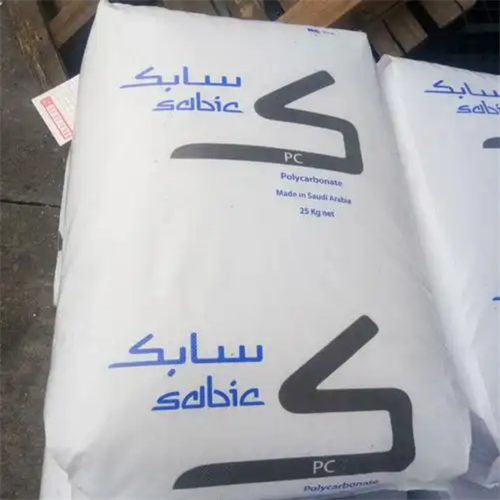 سابك
sabic
PC
Polycarbonate
Made in Saudi Arabia
25 Kg net
سابك
sabic
PC
Polycarbonate
سابك
sabic